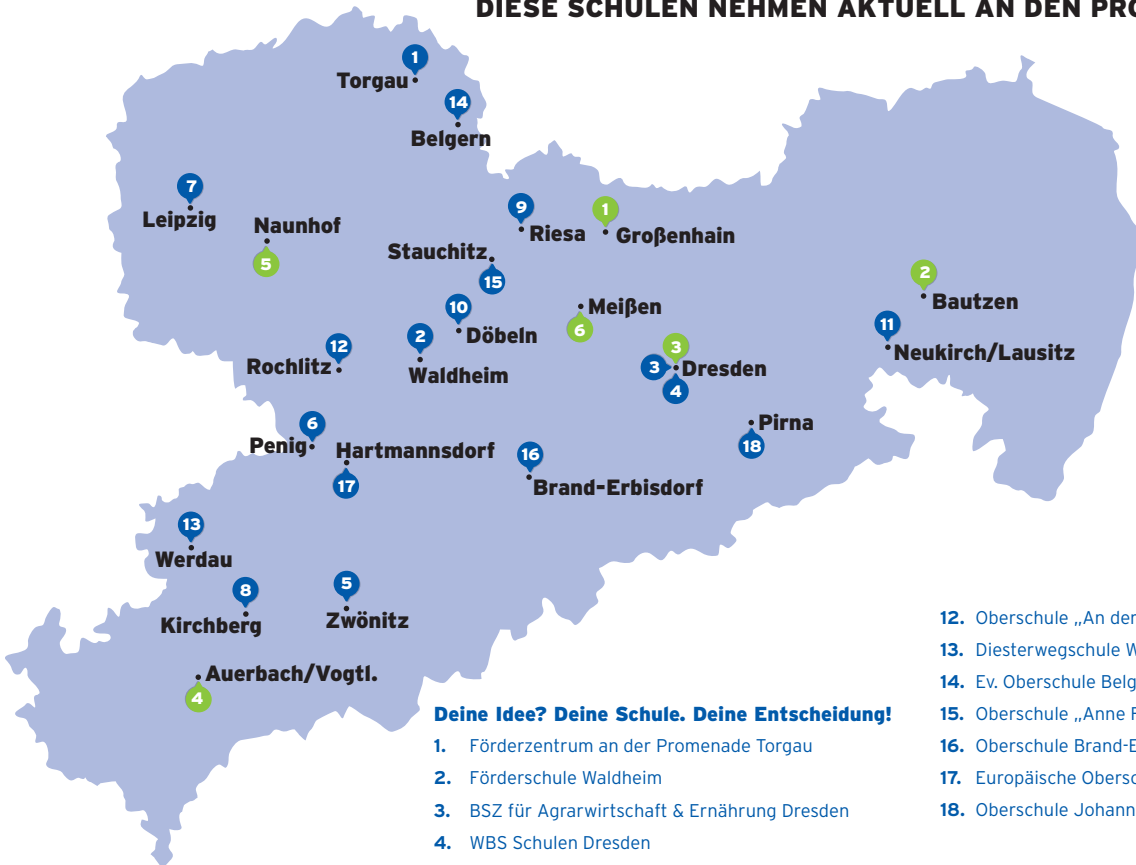 DIESE SCHULEN NEHMEN AKTUELL AN DEN
1
Torgau
14
Belgern
7
Leipzig
Naunhof
5
9
Riesa
1
Großenhain
Stauchitz
15
2
Bautzen
10
Döbeln
Meißen
6
11
Neukirch/Lausitz
12
Rochlitz
2
Waldheim
3
3
Dresden
4
6
Penig
Hartmannsdorf
17
16
Brand-Erbisdorf
Pirna
18
13
Werdau
8
Kirchberg
5
Zwönitz
Auerbach/Vogtl.
4
Deine Idee? Deine Schule. Deine Entscheidung!
1. Förderzentrum an der Promenade Torgau
2. Förderschule Waldheim
3. BSZ für Agrarwirtschaft & Ernährung Dresden
4. WBS Schulen Dresden
12. Oberschule „An der
13. Diesterwegschule W
14. Ev. Oberschule Belg
15. Oberschule „Anne F
16. Oberschule Brand-E
17. Europäische Obersc
18. Oberschule Johann